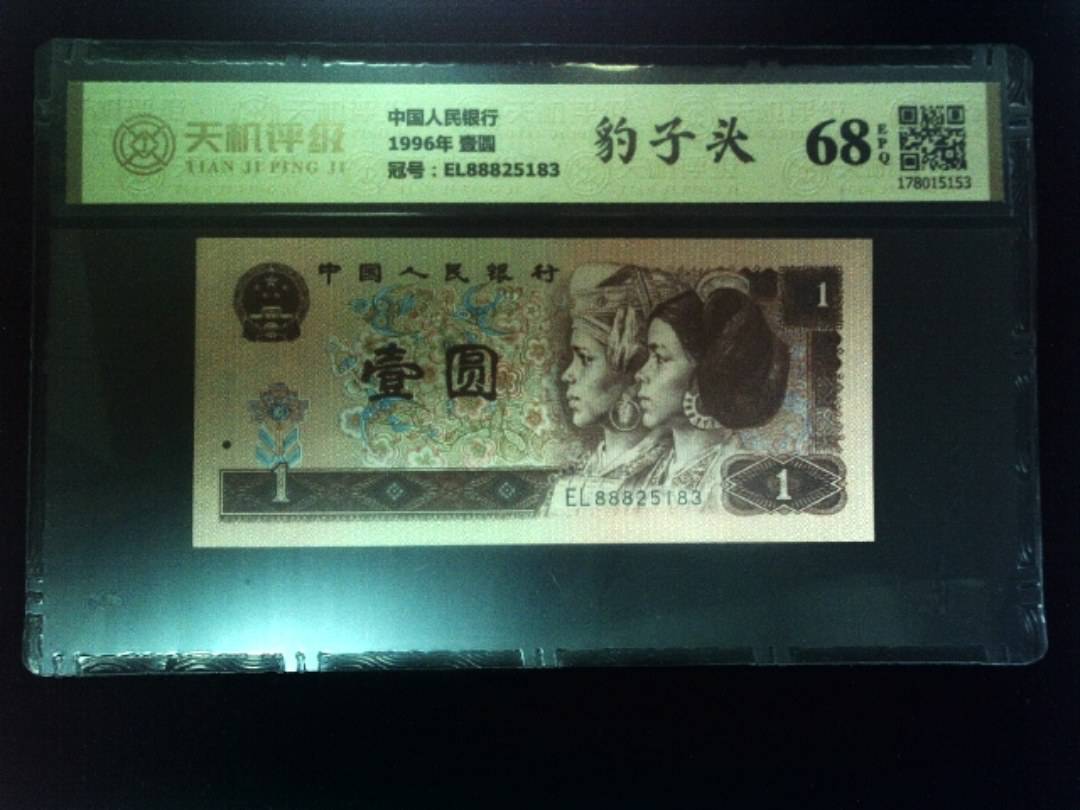 天机评级
TIAN JI PING JI
中国人民银行
1996年 壹圆
冠号：EL88825183
豹子头
68
EPQ
178015153
中国人民银行
1
壹圆
1
EL88825183
1